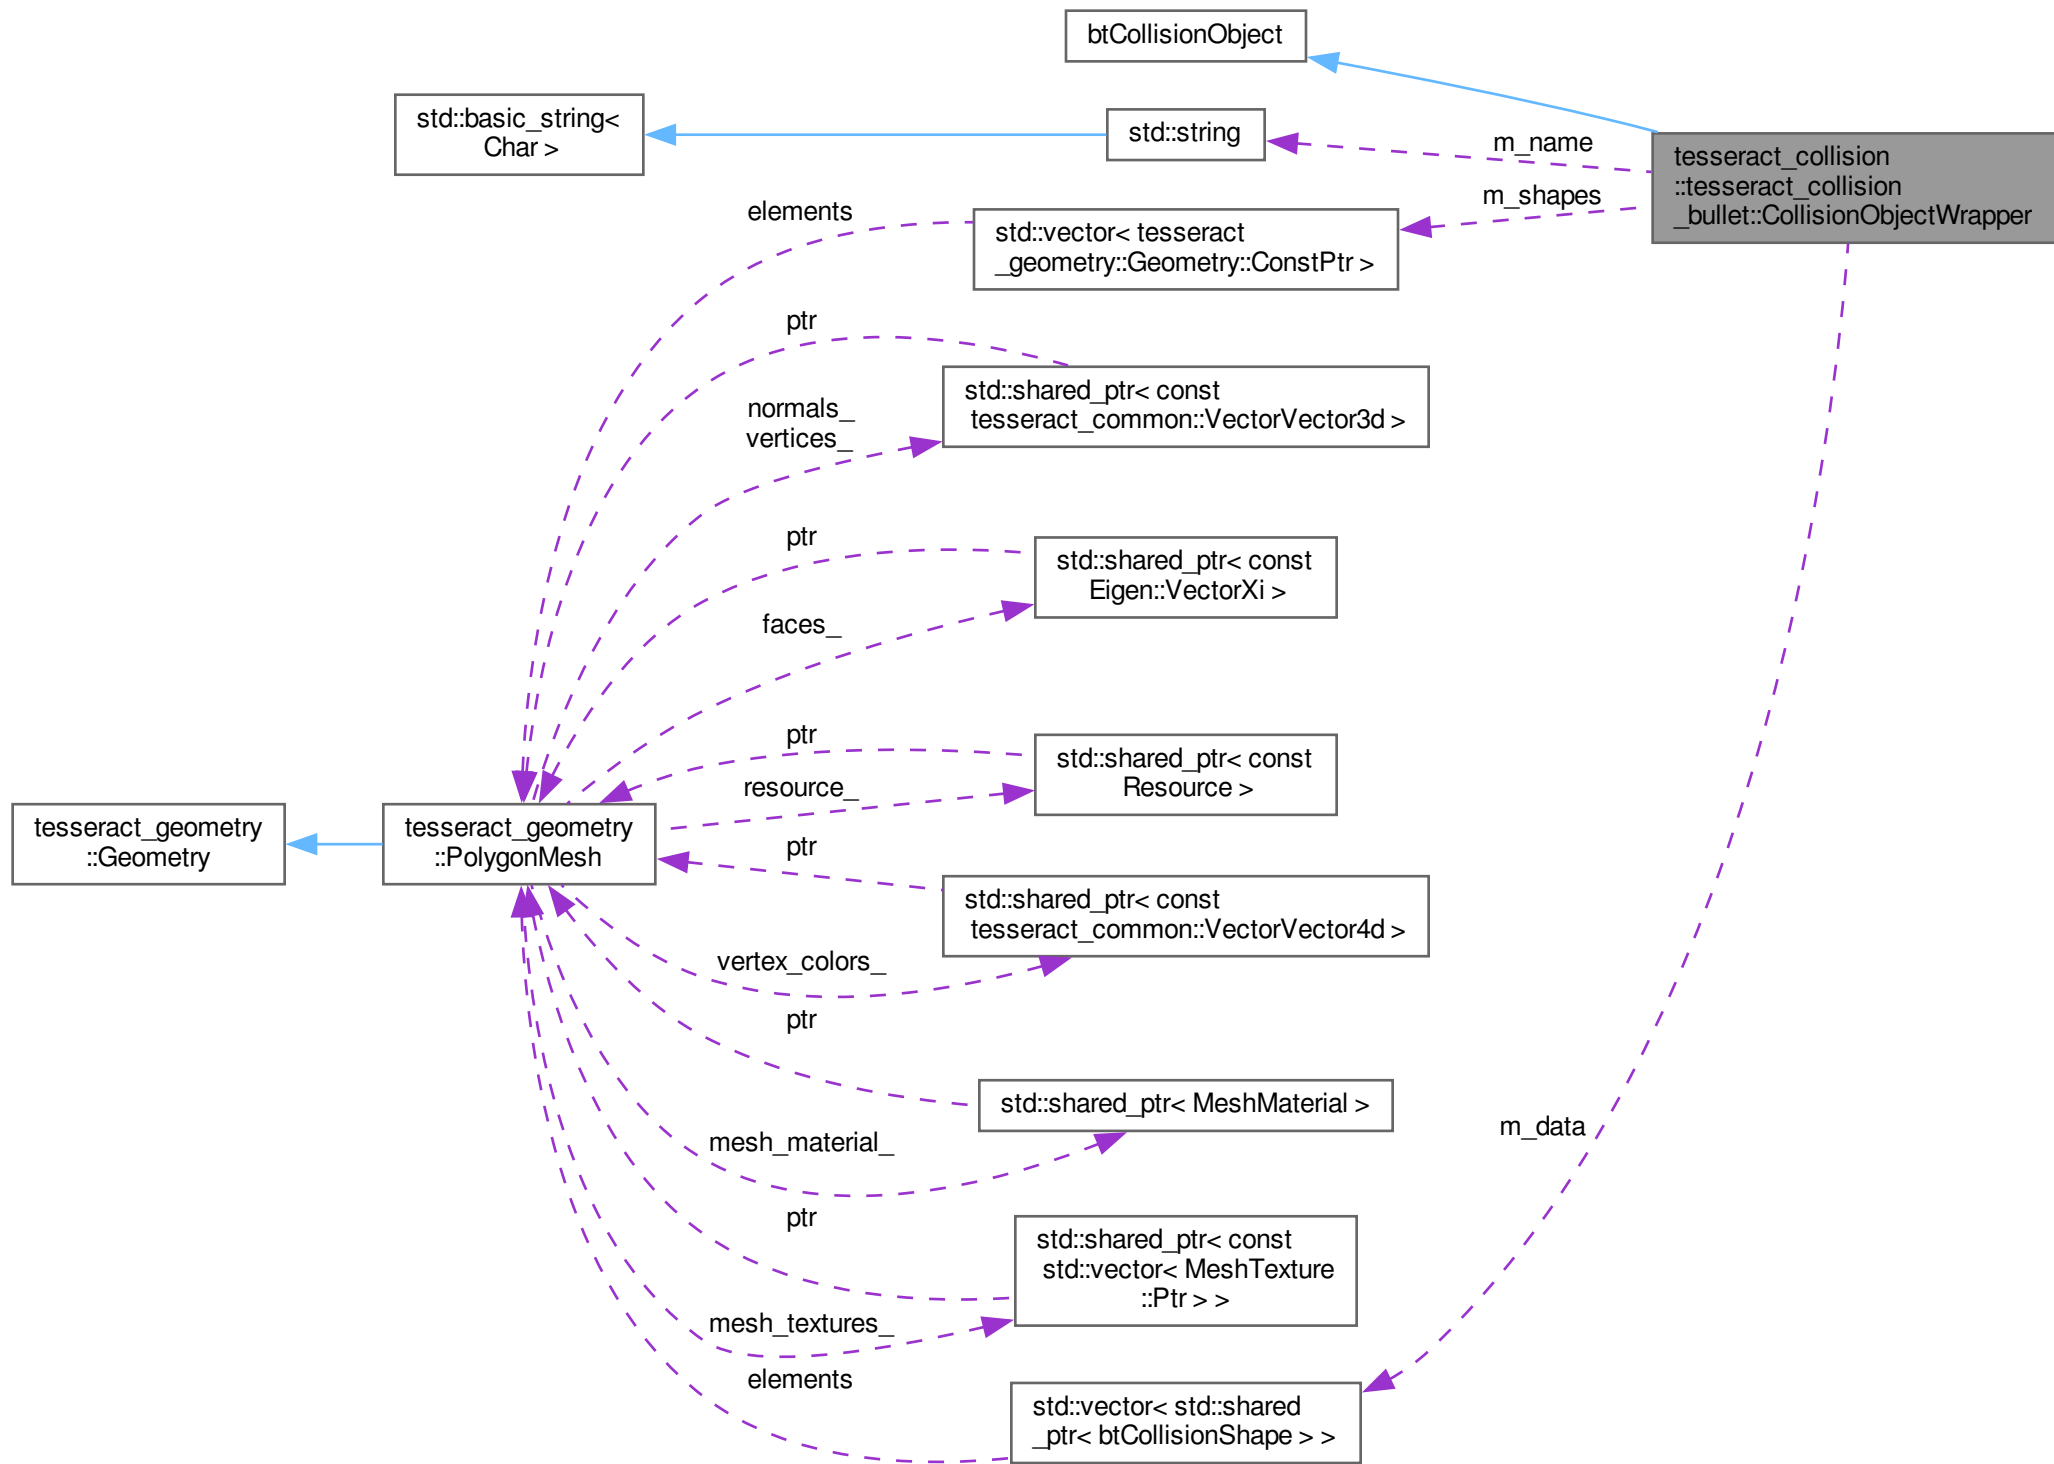 btCollisionObject
std::basic_string<
Char >
std::string
m_name
tesseract_collision
::tesseract_collision
_bullet::CollisionObjectWrapper
m_shapes
elements
std::vector< tesseract
_geometry::Geometry::ConstPtr >
ptr
std::shared_ptr< const
tesseract_common::VectorVector3d >
normals_
vertices_
ptr
std::shared_ptr< const
Eigen::VectorXi >
faces_
ptr
std::shared_ptr< const
Resource >
resource_
tesseract_geometry
::Geometry
tesseract_geometry
::PolygonMesh
ptr
std::shared_ptr< const
tesseract_common::VectorVector4d >
vertex_colors_
ptr
std::shared_ptr< MeshMaterial >
m_data
mesh_material_
ptr
std::shared_ptr< const
std::vector< MeshTexture
::Ptr > >
mesh_textures_
elements
std::vector< std::shared
_ptr< btCollisionShape > >